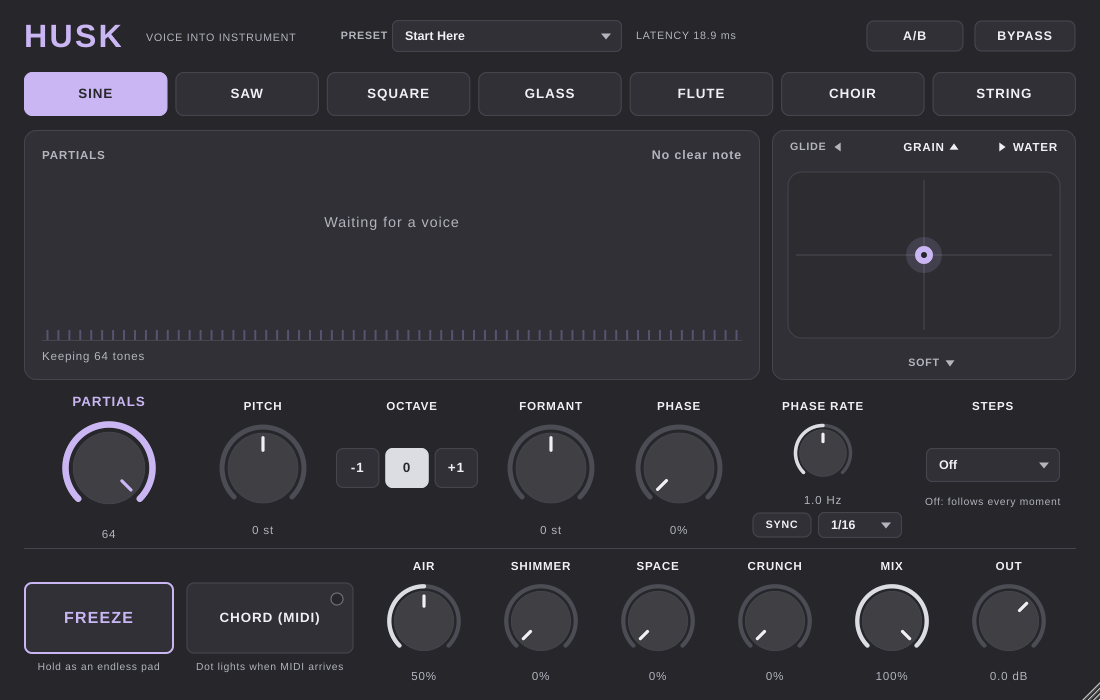 HUSK VOICE INTO INSTRUMENT PRESET Start Here LATENCY 18.9 ms A/B BYPASS
SINE SAW SQUARE GLASS FLUTE CHOIR STRING
PARTIALS No clear note
GLIDE GRAIN WATER
Waiting for a voice
Keeping 64 tones
SOFT
PARTIALS PITCH OCTAVE FORMANT PHASE PHASE RATE STEPS
-1 0 +1 Off
64 0 st 0 st 0% 1.0 Hz Off: follows every moment
SYNC 1/16
AIR SHIMMER SPACE CRUNCH MIX OUT
FREEZE CHORD (MIDI)
Hold as an endless pad Dot lights when MIDI arrives
50% 0% 0% 0% 100% 0.0 dB